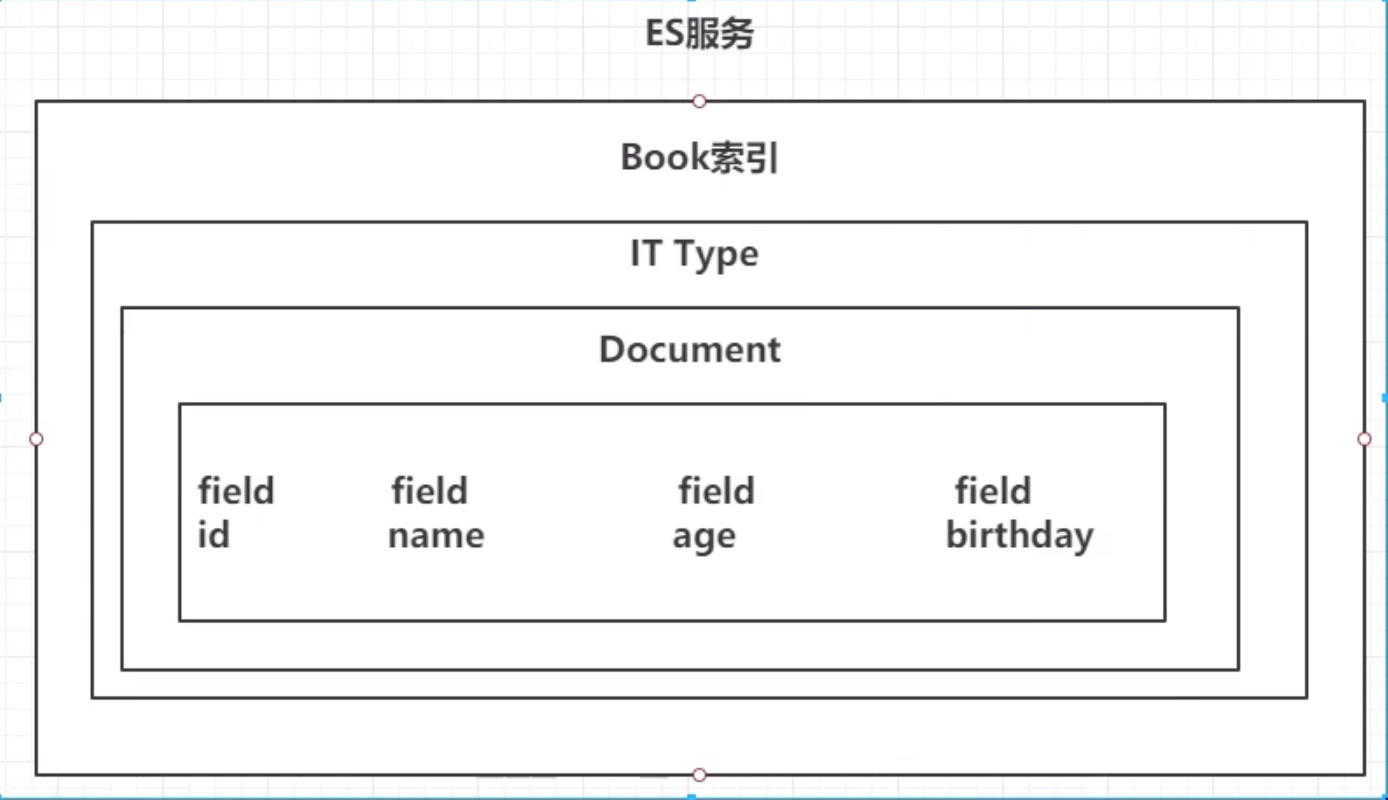 ES服务
Book索引
IT Type
Document
field field field field
id name age birthday